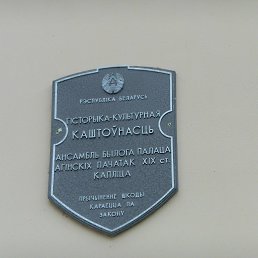 РЭСПУБЛІКА БЕЛАРУСЬ
ГІСТОРЫКА-КУЛЬТУРНАЯ
КАШТОЎНАСЦЬ
АНСАМБЛЬ БЫЛОГА ПАЛАЦА
АГІНСКІХ ПАЧАТАК XIX СТ.
КАПЛІЦА
ПРЫЧЫНЕННЕ ШКОДЫ
КАРАЕЦЦА ПА
ЗАКОНУ